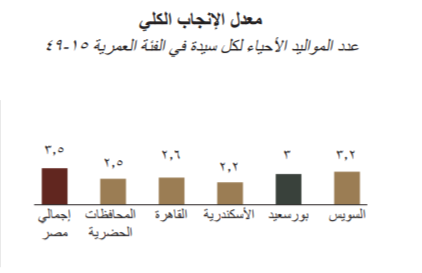 معدل الإنجاب الكلي
عدد المواليد الأحياء لكل سيدة في الفئة العمرية ١٥-٤٩
٣,٥
٢,٥
٢,٦
٢,٢
٣
٣,٢
السويس
بورسعيد
الأسكندرية
القاهرة
المحافظات
الحضرية
إجمالي
مصر